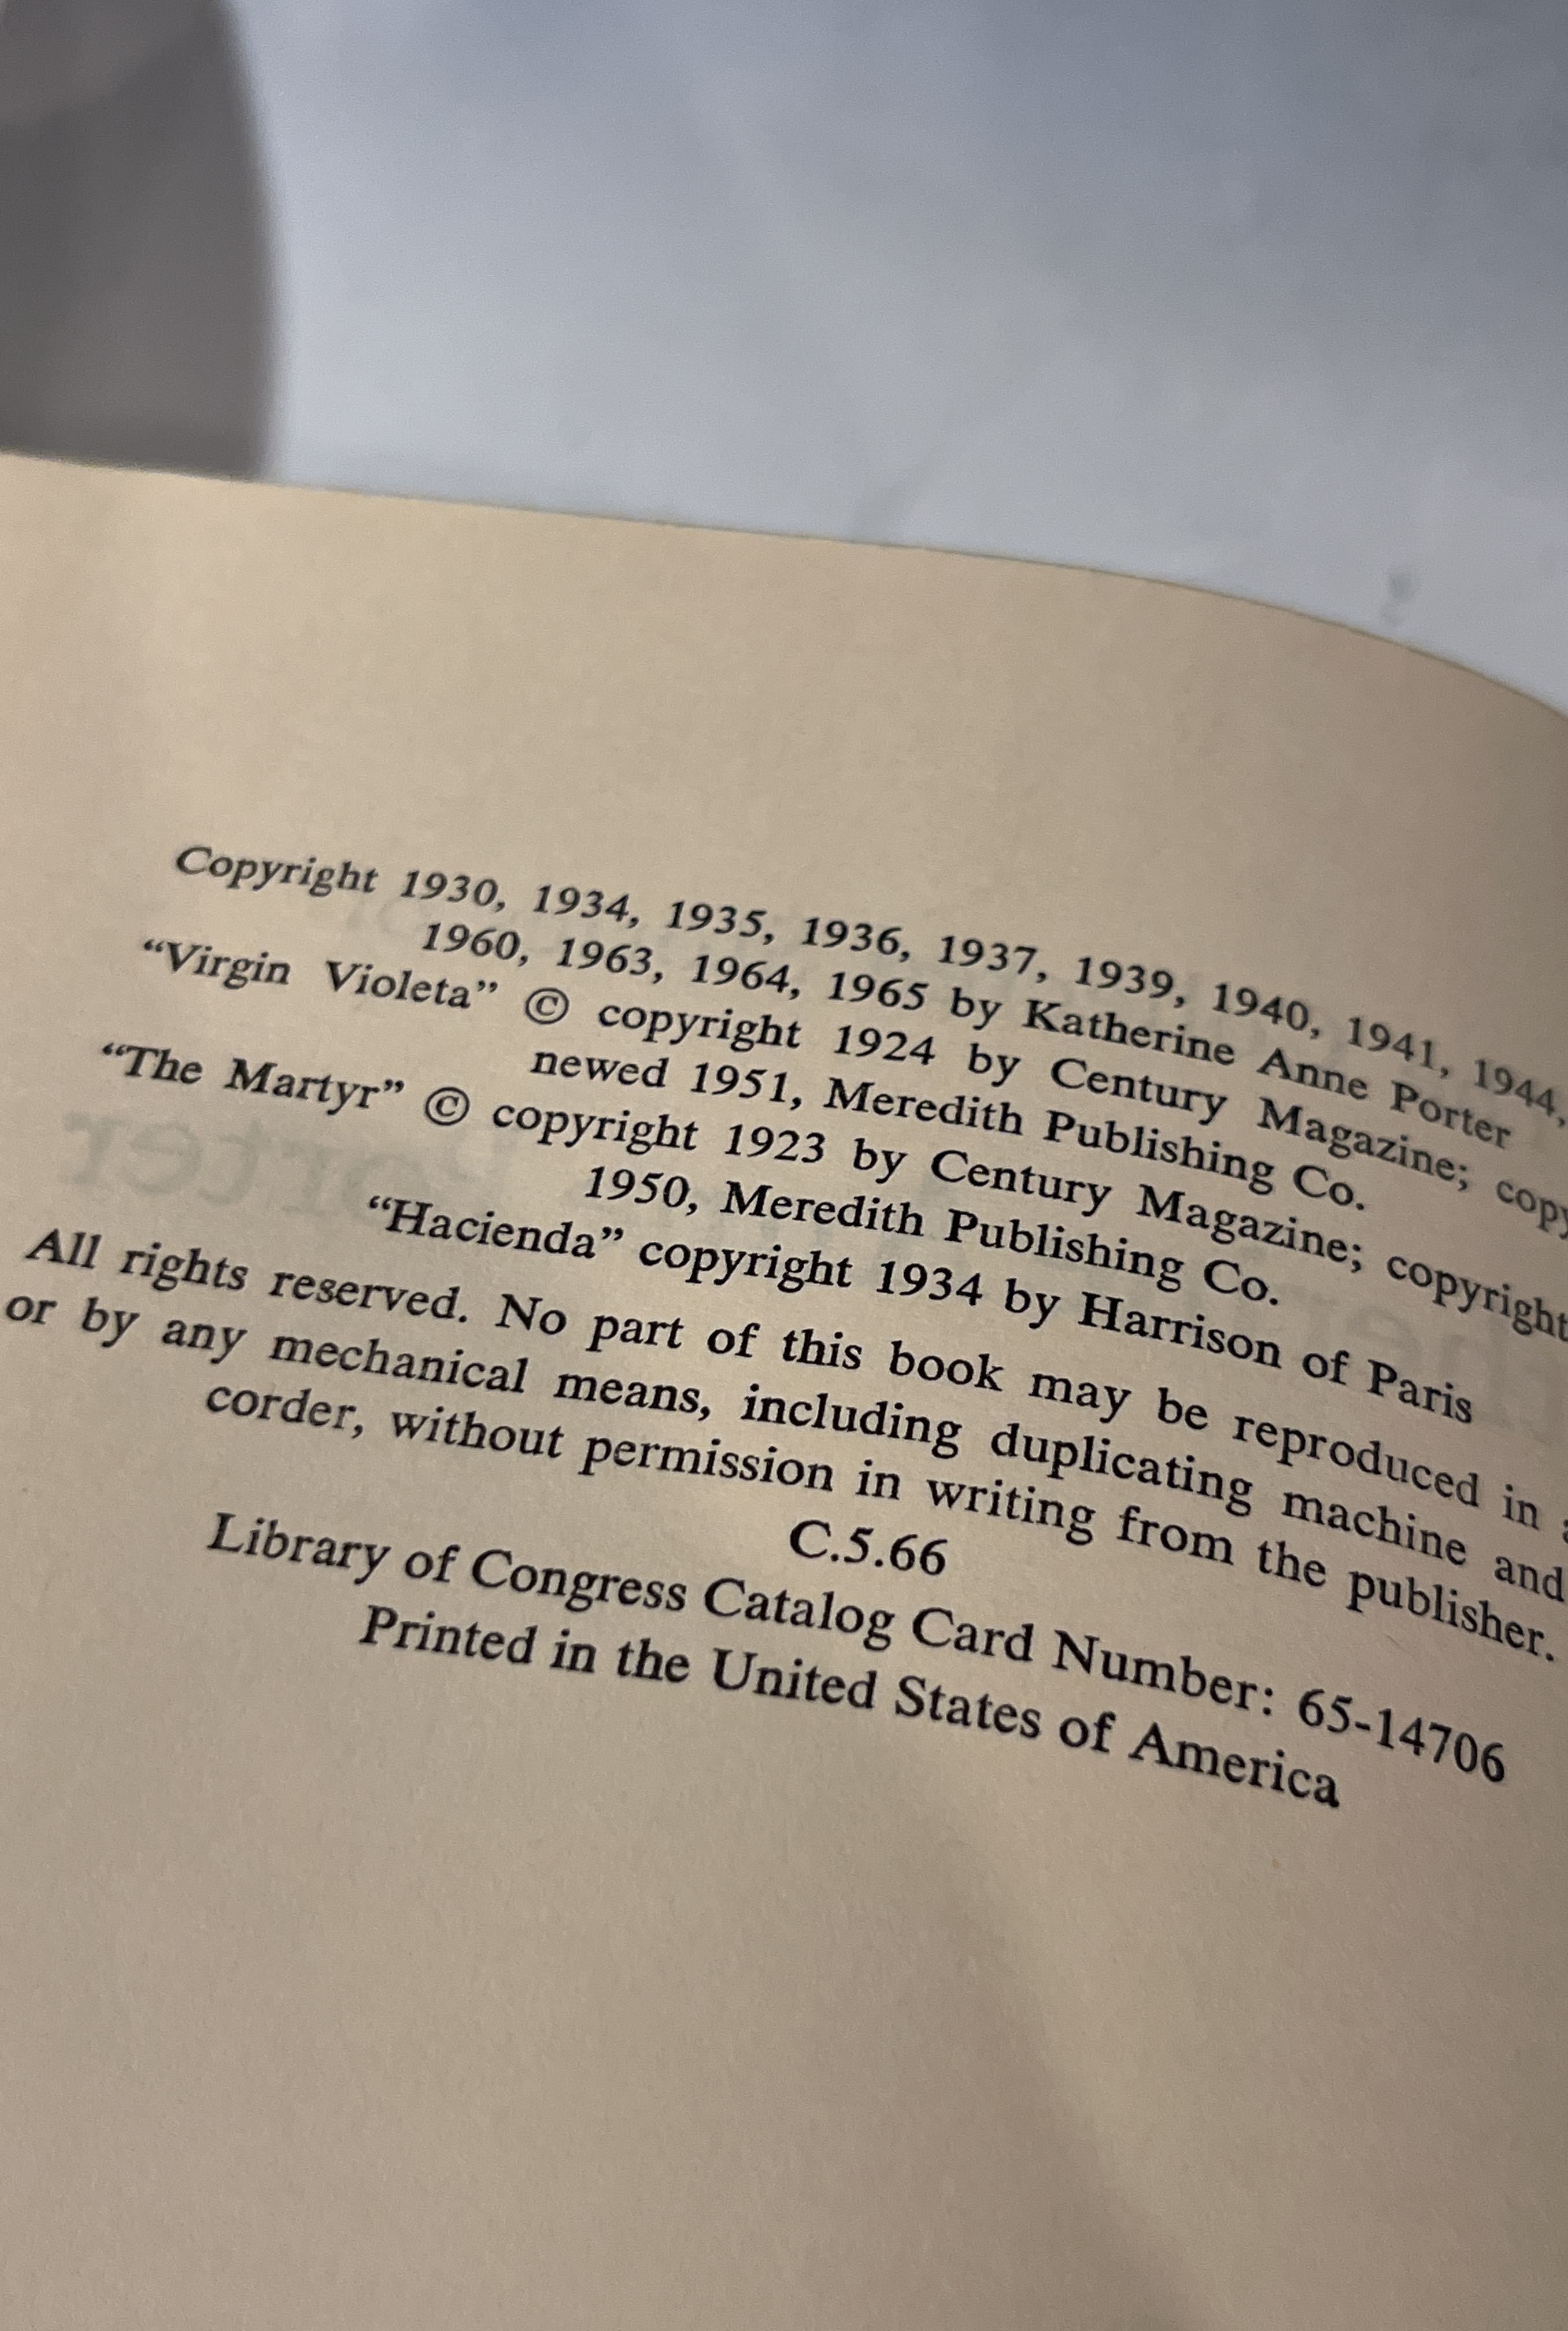 Copyright 1930, 1934, 1935, 1936, 1937, 1939, 1940, 1941, 1944,
1960, 1963, 1964, 1965 by Katherine Anne Porter
“Virgin Violeta” © copyright 1924 by Century Magazine; copy
newed 1951, Meredith Publishing Co.
“The Martyr” © copyright 1923 by Century Magazine; copyright
1950, Meredith Publishing Co.
“Hacienda” copyright 1934 by Harrison of Paris
All rights reserved. No part of this book may be reproduced in
or by any mechanical means, including duplicating machine and
corder, without permission in writing from the publisher.
C.5.66
Library of Congress Catalog Card Number: 65-14706
Printed in the United States of America